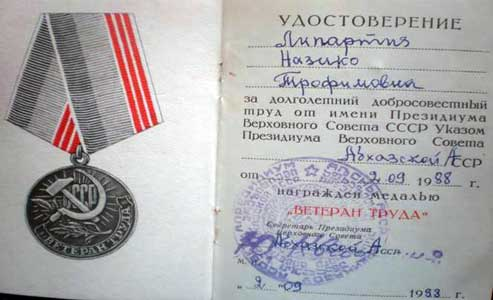 СССР
ВЕТЕРАН ТРУДА
УДОСТОВЕРЕНИЕ
Липартиз
Назико
Трофимовна
за долголетний добросовестный
труд от имени Президиума
Верховного Совета СССР Указом
Президиума Верховного Совета
Абхазской АССР
от 2.09 1988 г.
награжден медалью
"ВЕТЕРАН ТРУДА"
Секретарь Президиума
Верховного Совета
Абхазской АССР
М. П.
" 2 " 09 1988 г.